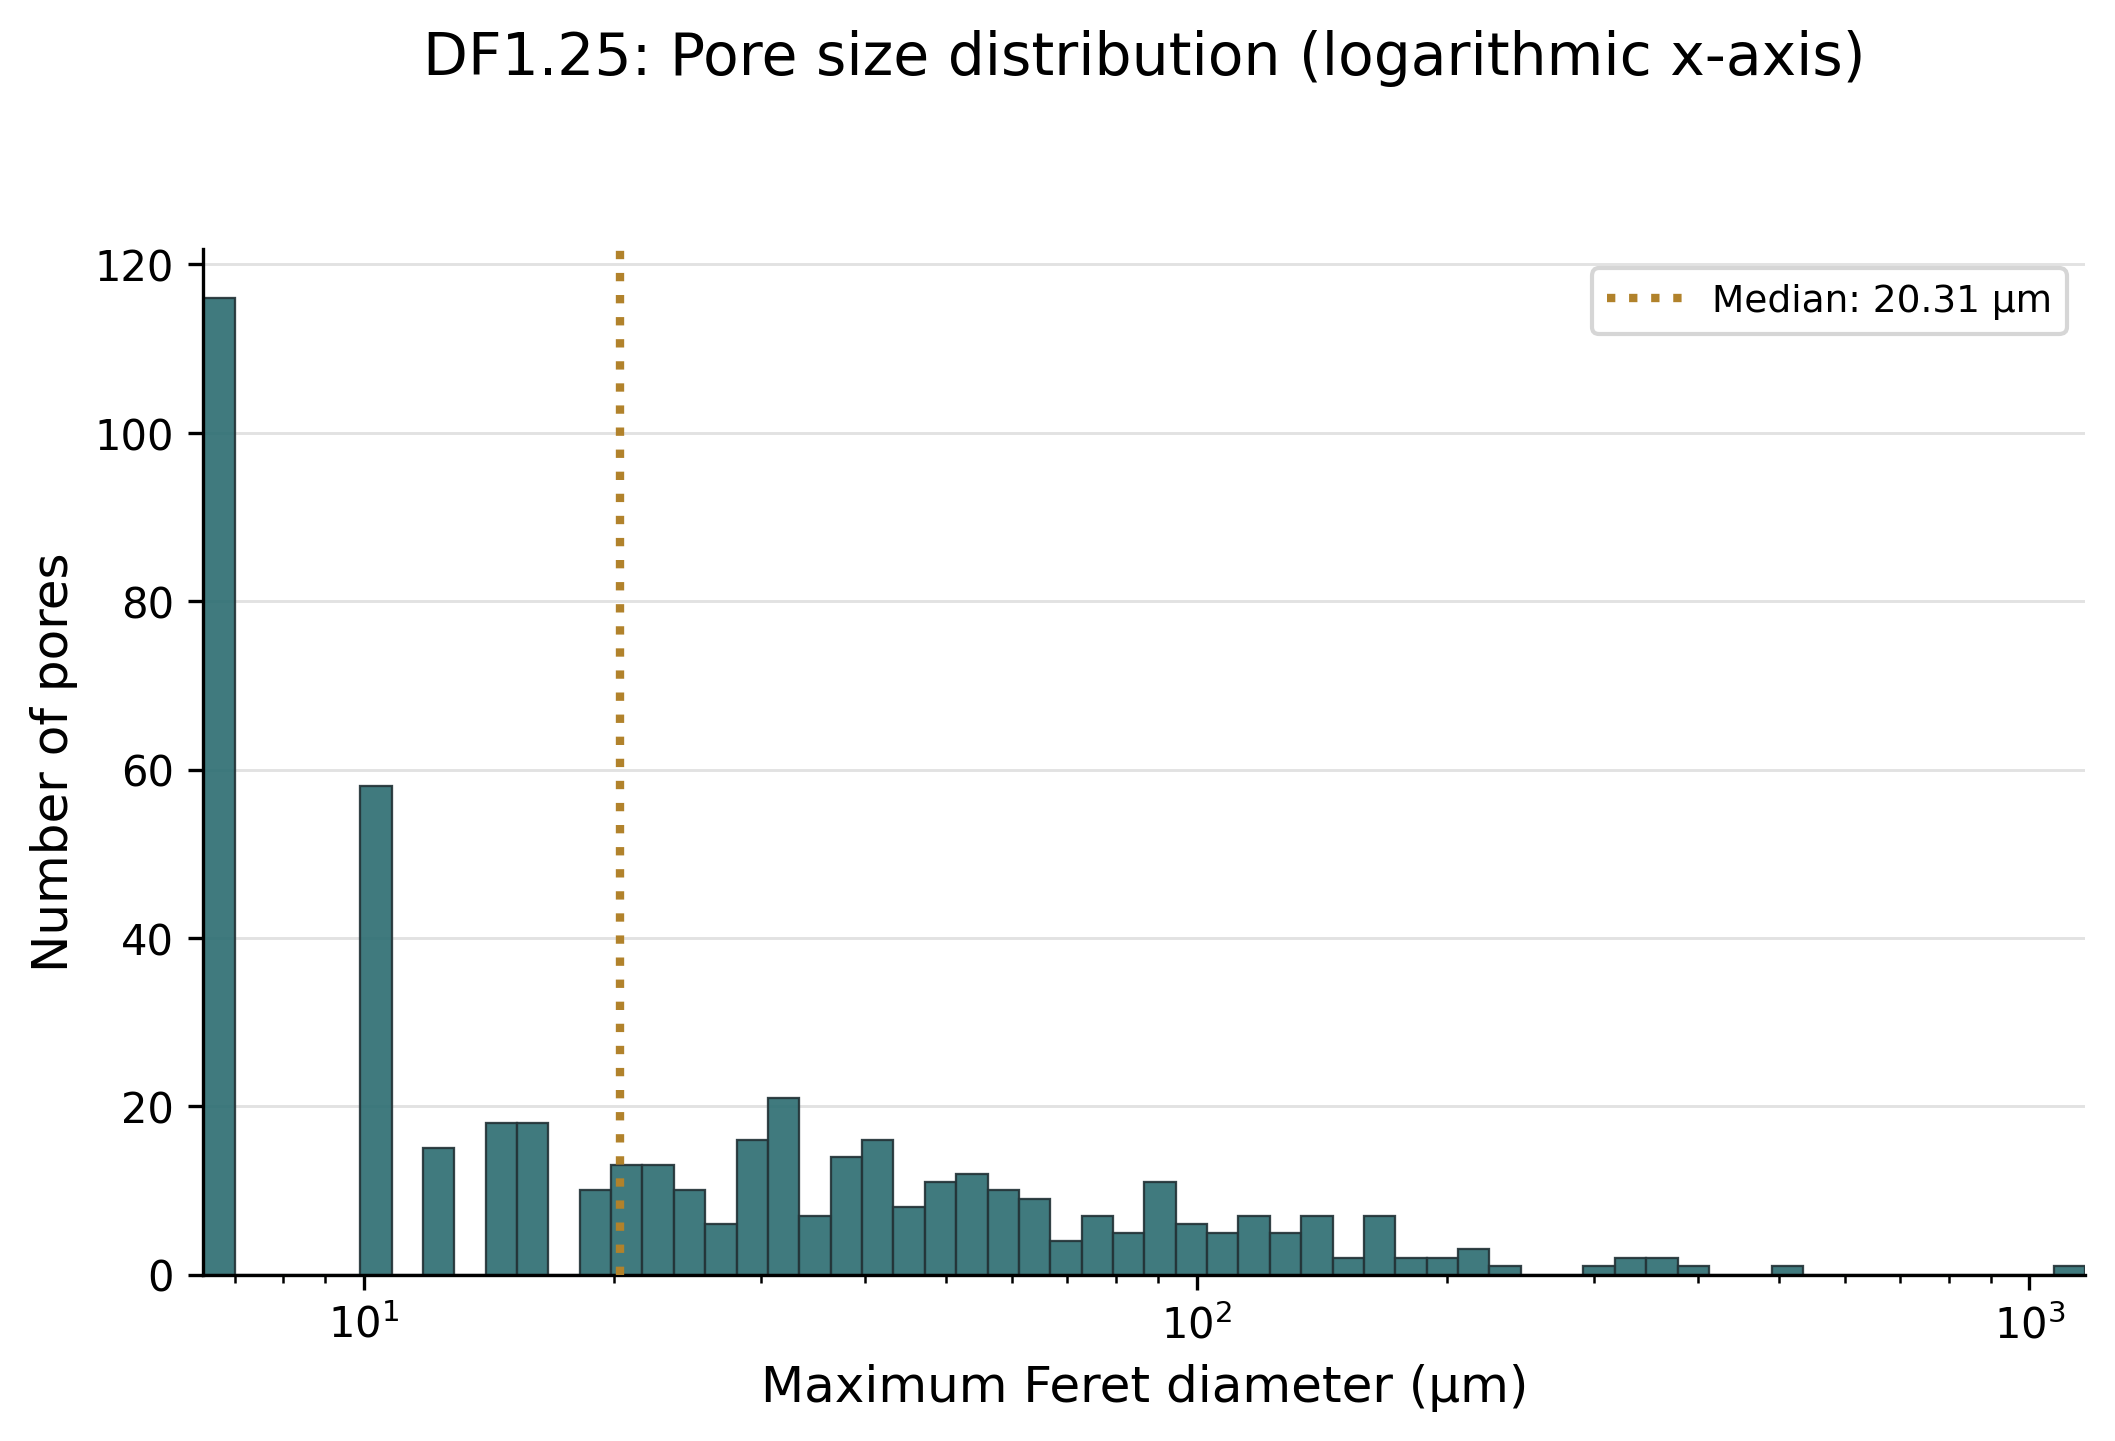 DF1.25: Pore size distribution (logarithmic x-axis)
Median: 20.31 µm
Number of pores
120
100
80
60
40
20
0
10¹ 10² 10³
Maximum Feret diameter (µm)